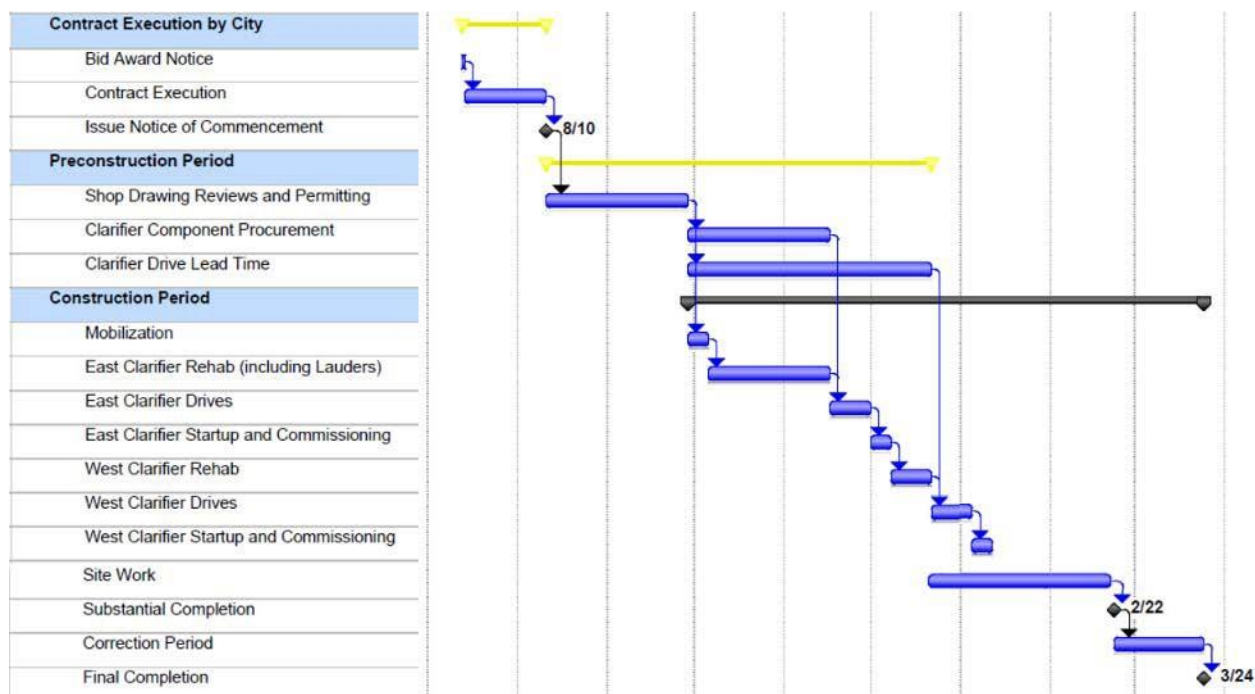 Contract Execution by City
Bid Award Notice
Contract Execution
Issue Notice of Commencement
8/10
Preconstruction Period
Shop Drawing Reviews and Permitting
Clarifier Component Procurement
Clarifier Drive Lead Time
Construction Period
Mobilization
East Clarifier Rehab (including Lauders)
East Clarifier Drives
East Clarifier Startup and Commissioning
West Clarifier Rehab
West Clarifier Drives
West Clarifier Startup and Commissioning
Site Work
Substantial Completion
2/22
Correction Period
Final Completion
3/24